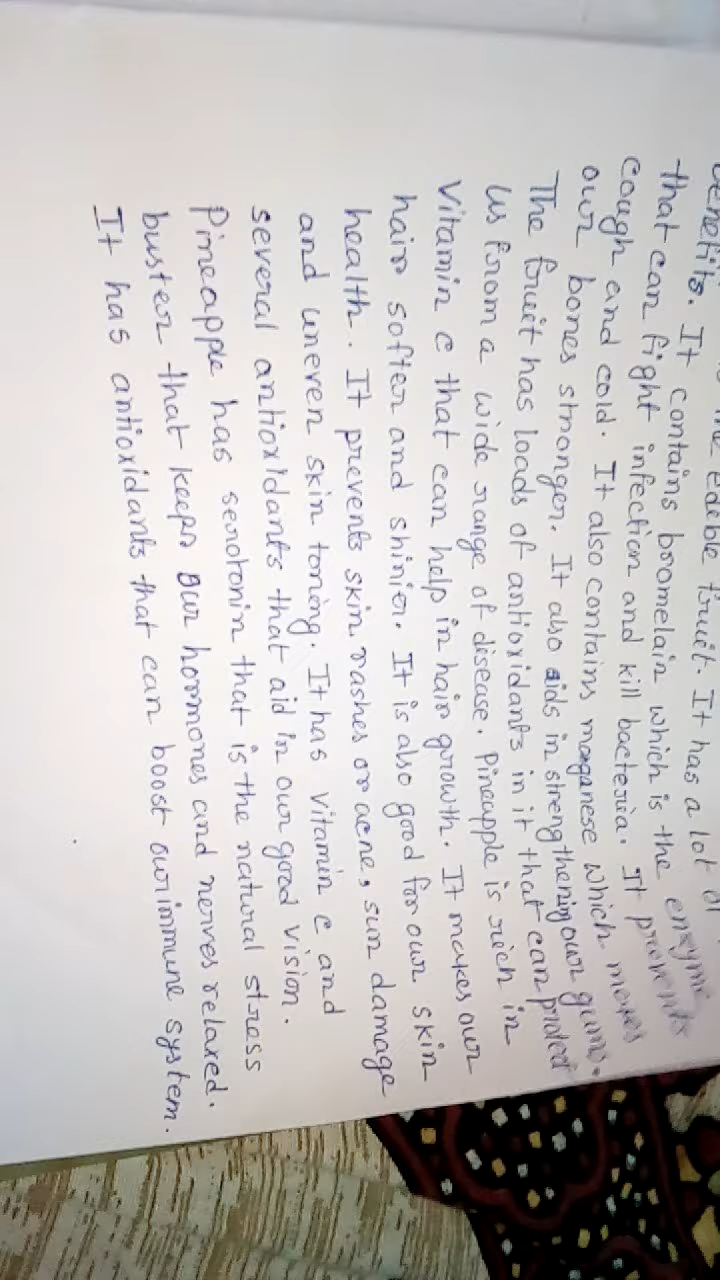 the edible fruit. It has a lot of
benefits. It contains bromelain which is the enzyme
that can fight infection and kill bacteria. It prevents
cough and cold. It also contains manganese which makes
our bones stronger. It also aids in strengthening our gums.
The fruit has loads of antioxidants in it that can protect
us from a wide range of disease. Pineapple is rich in
Vitamin c that can help in hair growth. It makes our
hair softer and shinier. It is also good for our skin
health. It prevents skin rashes or acne, sun damage
and uneven skin toning. It has vitamin c and
several antioxidants that aid in our good vision.
Pineapple has serotonin that is the natural stress
buster that keeps our hormones and nerves relaxed.
It has antioxidants that can boost our immune system.